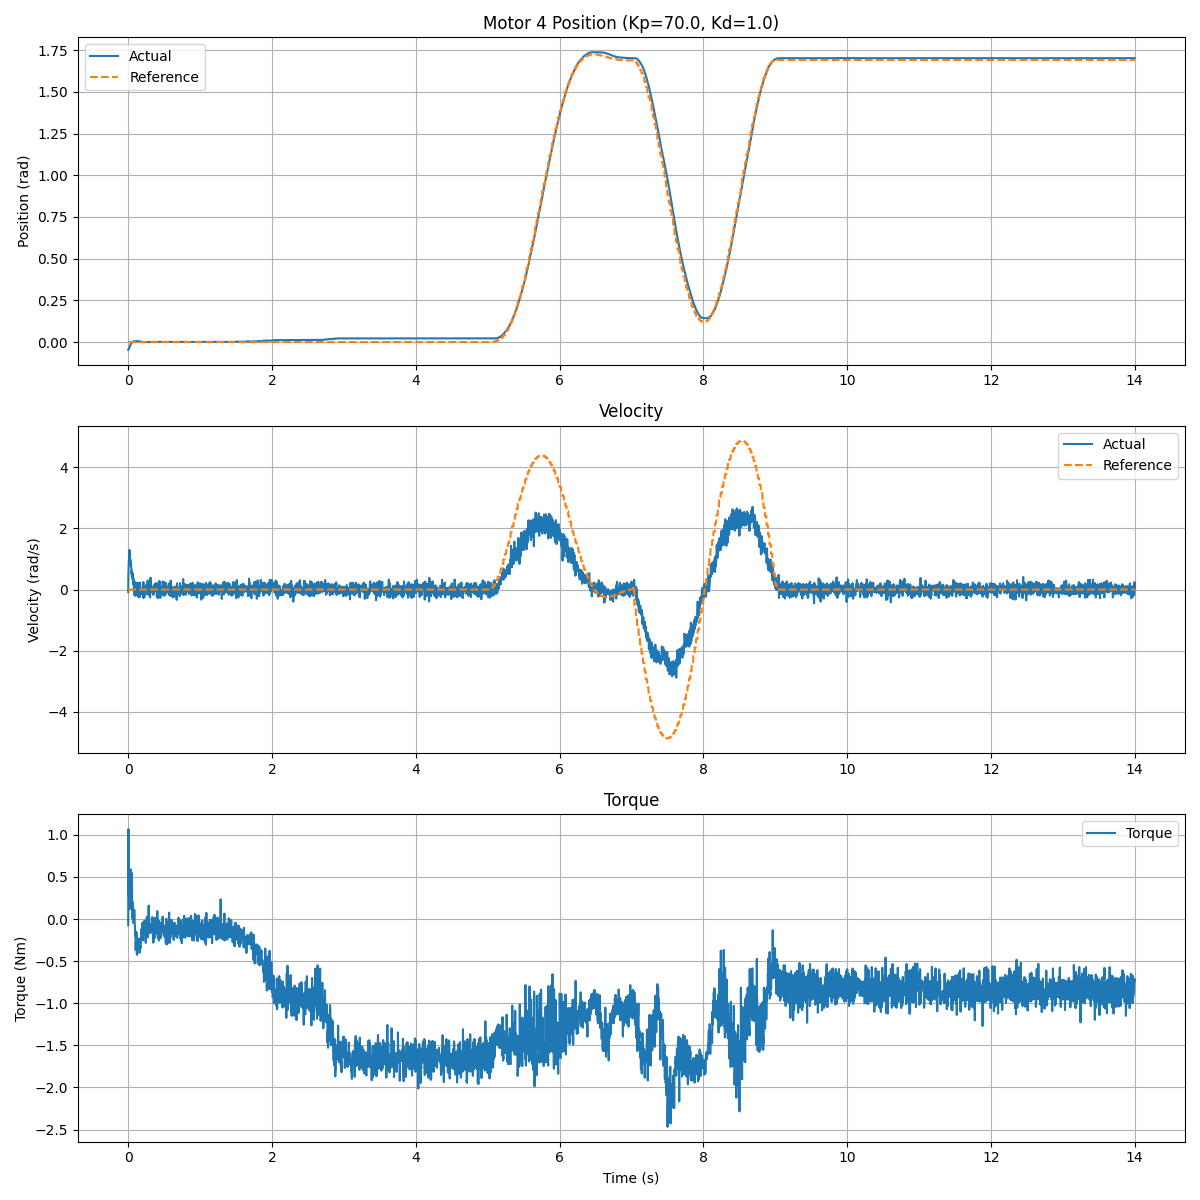 Motor 4 Position (Kp=70.0, Kd=1.0)
Actual
Reference
Position (rad)
1.75
1.50
1.25
1.00
0.75
0.50
0.25
0.00
0 2 4 6 8 10 12 14
Velocity
Actual
Reference
Velocity (rad/s)
4
2
0
−2
−4
0 2 4 6 8 10 12 14
Torque
Torque
Torque (Nm)
1.0
0.5
0.0
−0.5
−1.0
−1.5
−2.0
−2.5
0 2 4 6 8 10 12 14
Time (s)